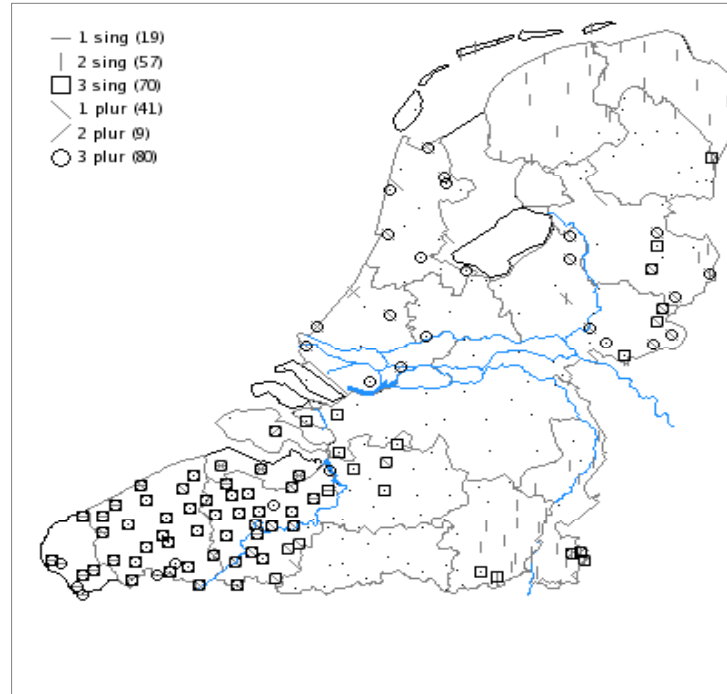 1 sing (19)
2 sing (57)
3 sing (70)
1 plur (41)
2 plur (9)
3 plur (80)